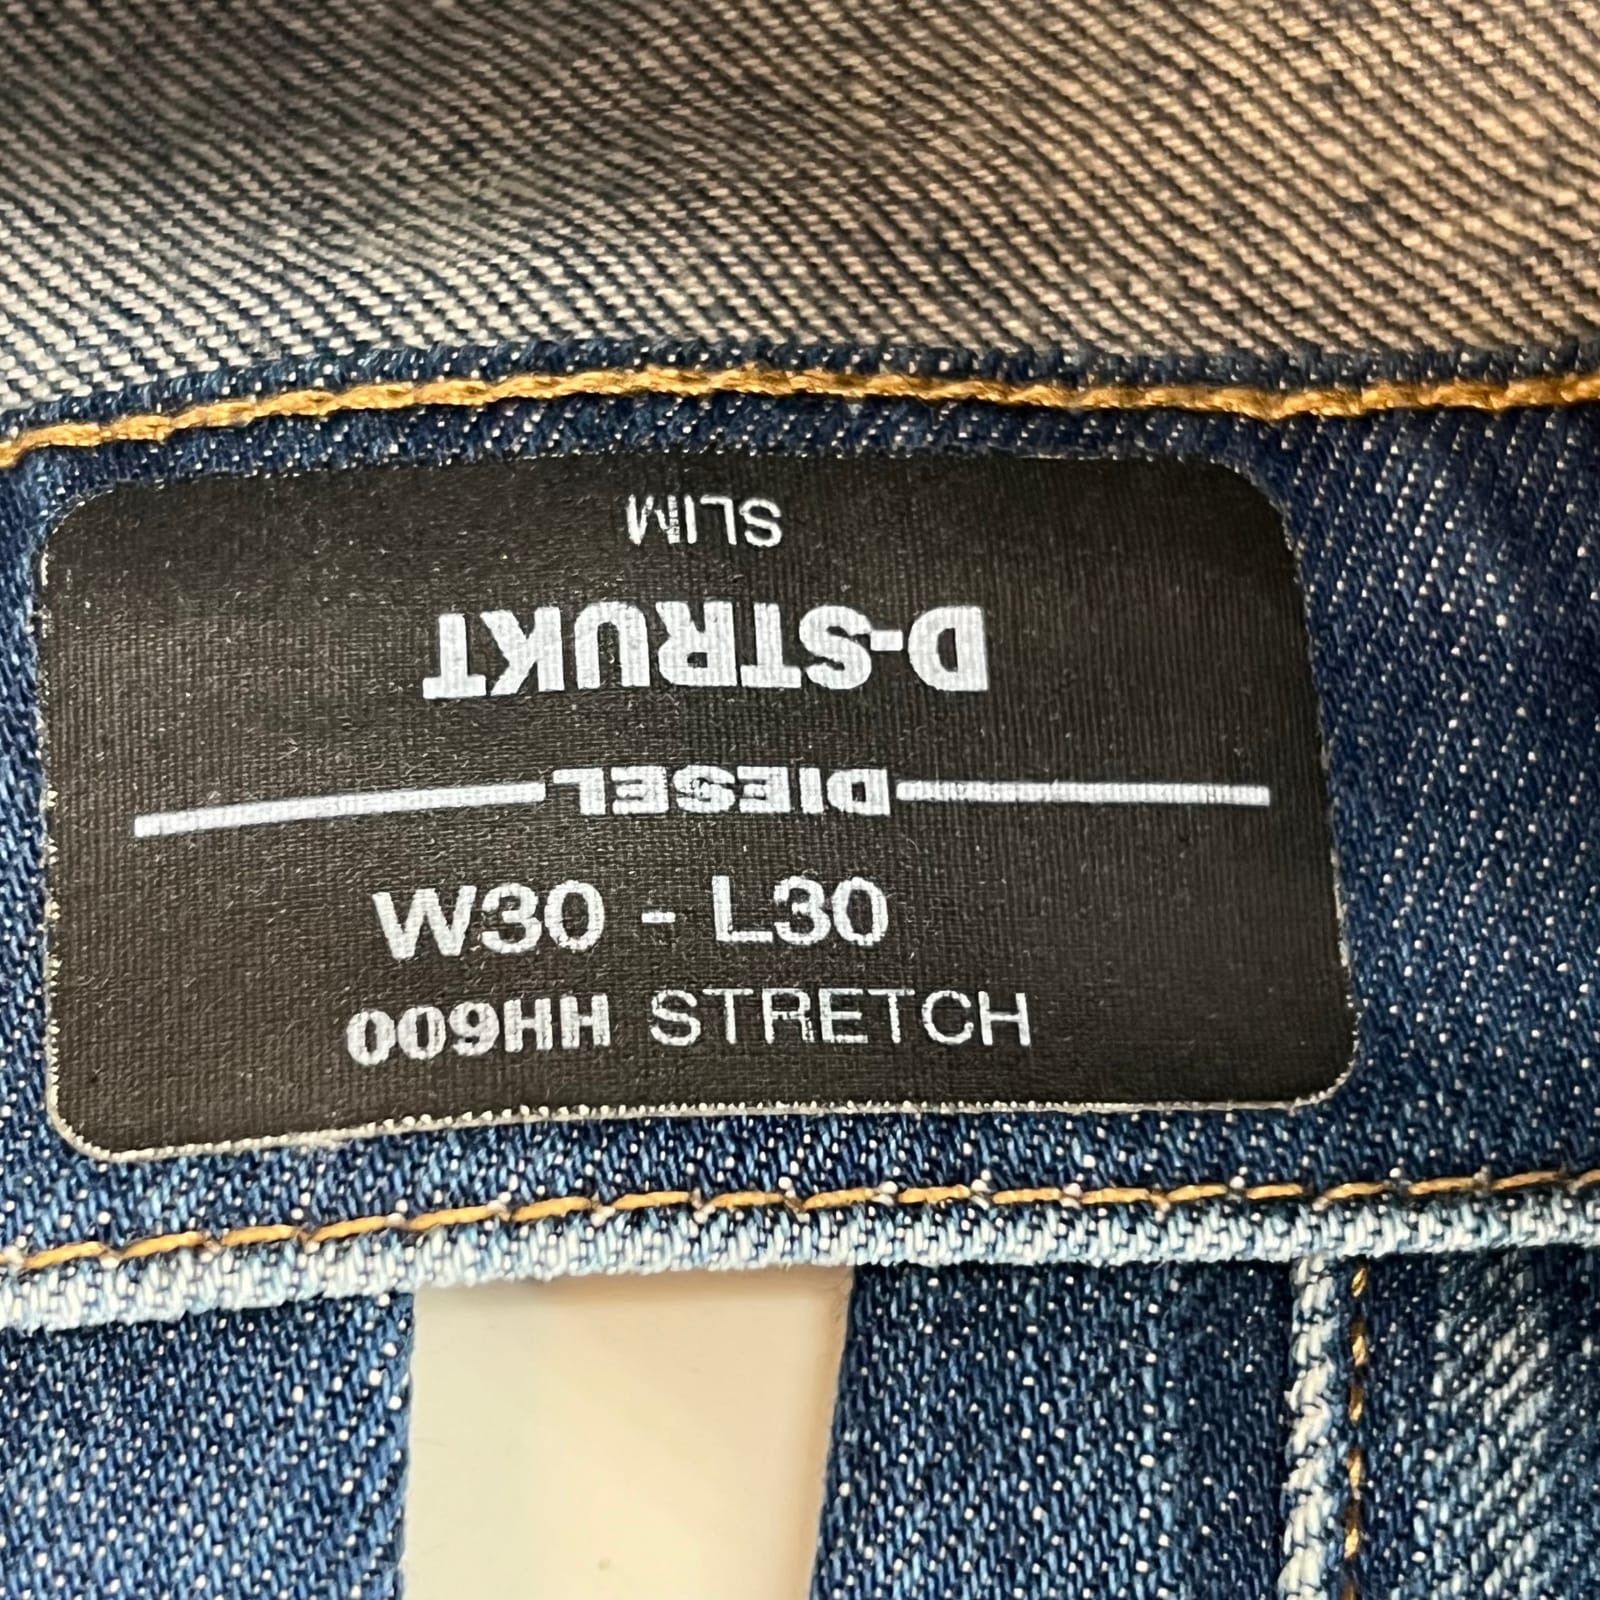 SLIM
D-STRUKT
DIESEL
W30 - L30
009HH STRETCH